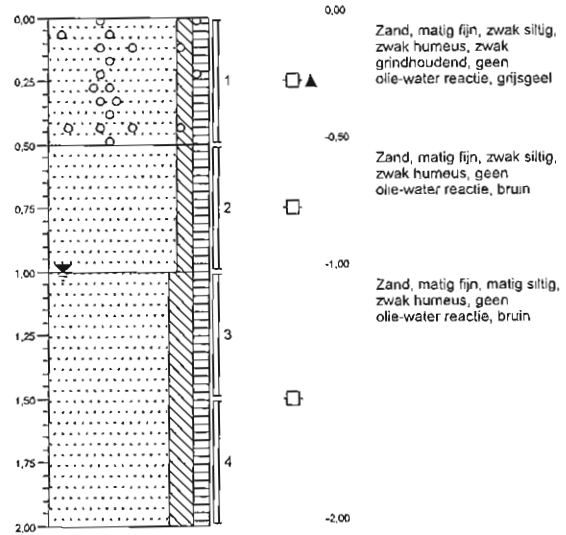 0,00
0,25
0,50
0,75
1,00
1,25
1,50
1,75
2,00
1
2
3
4
0,00
-0,50
-1,00
-2,00
Zand, matig fijn, zwak siltig,
zwak humeus, zwak
grindhoudend, geen
olie-water reactie, grijsgeel
Zand, matig fijn, zwak siltig,
zwak humeus, geen
olie-water reactie, bruin
Zand, matig fijn, matig siltig,
zwak humeus, geen
olie-water reactie, bruin